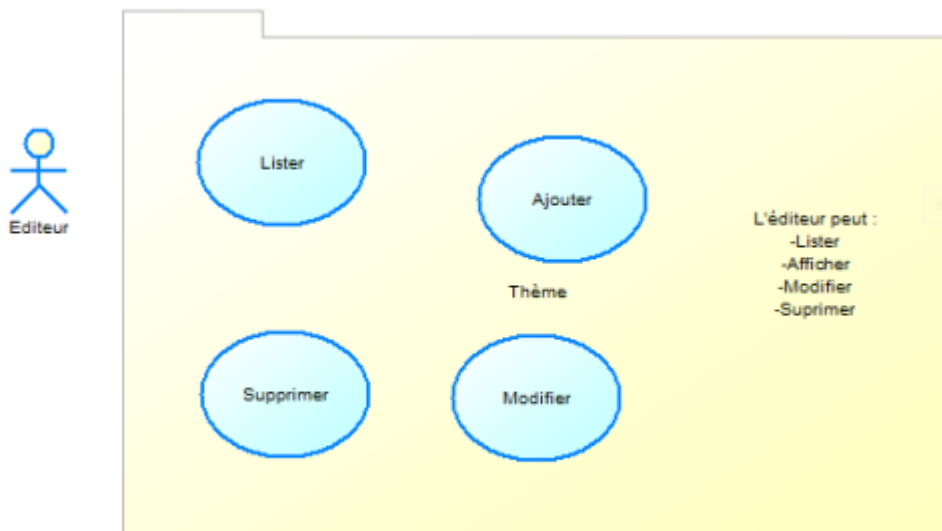 Lister
Ajouter
Editeur
L'éditeur peut :
-Lister
-Afficher
-Modifier
-Suprimer
Thème
Supprimer
Modifier